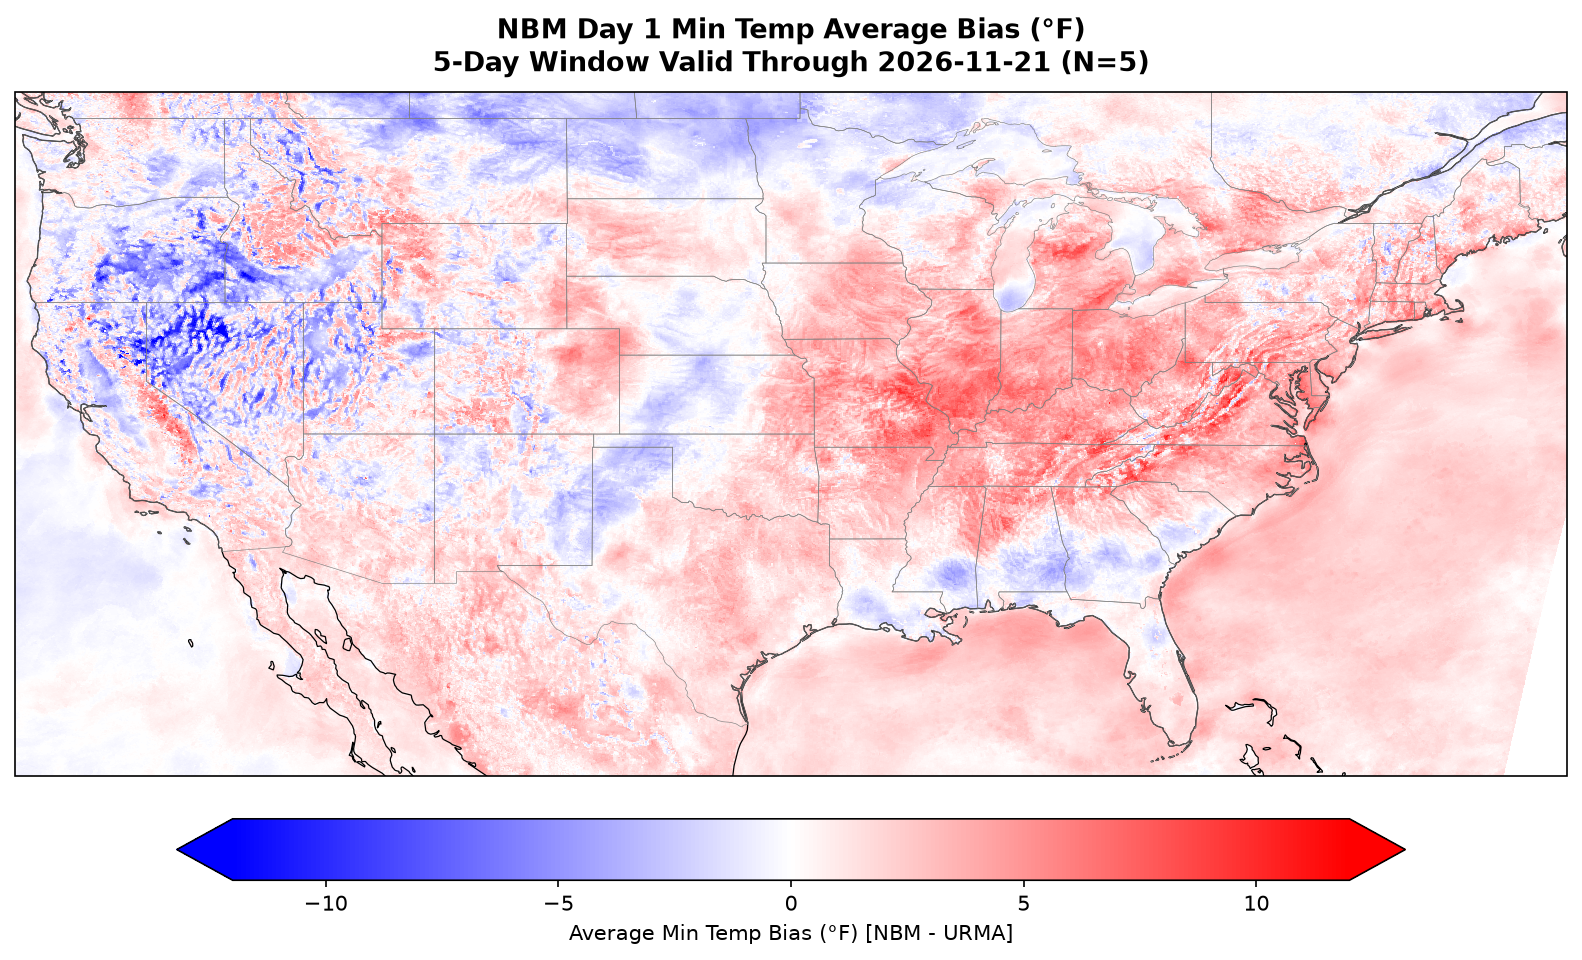 NBM Day 1 Min Temp Average Bias (°F)
5-Day Window Valid Through 2026-11-21 (N=5)
−10 −5 0 5 10
Average Min Temp Bias (°F) [NBM - URMA]